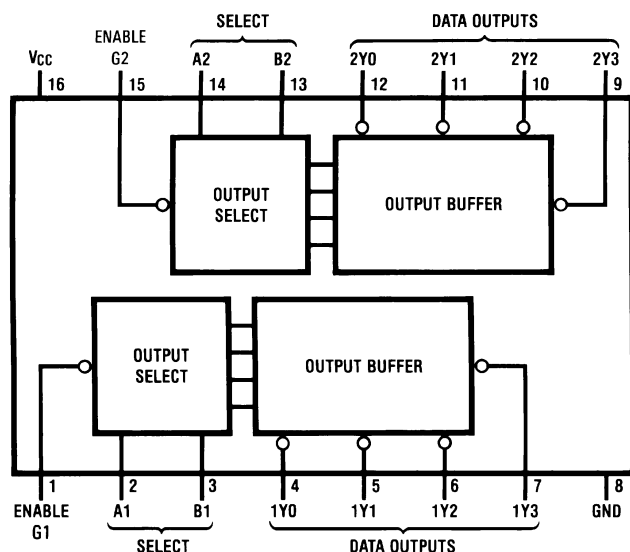 SELECT DATA OUTPUTS
ENABLE
G2
VCC A2 B2 2Y0 2Y1 2Y2 2Y3
16 15 14 13 12 11 10 9
OUTPUT
SELECT
OUTPUT BUFFER
OUTPUT
SELECT
OUTPUT BUFFER
1 2 3 4 5 6 7 8
ENABLE
G1
A1 B1 1Y0 1Y1 1Y2 1Y3 GND
SELECT DATA OUTPUTS